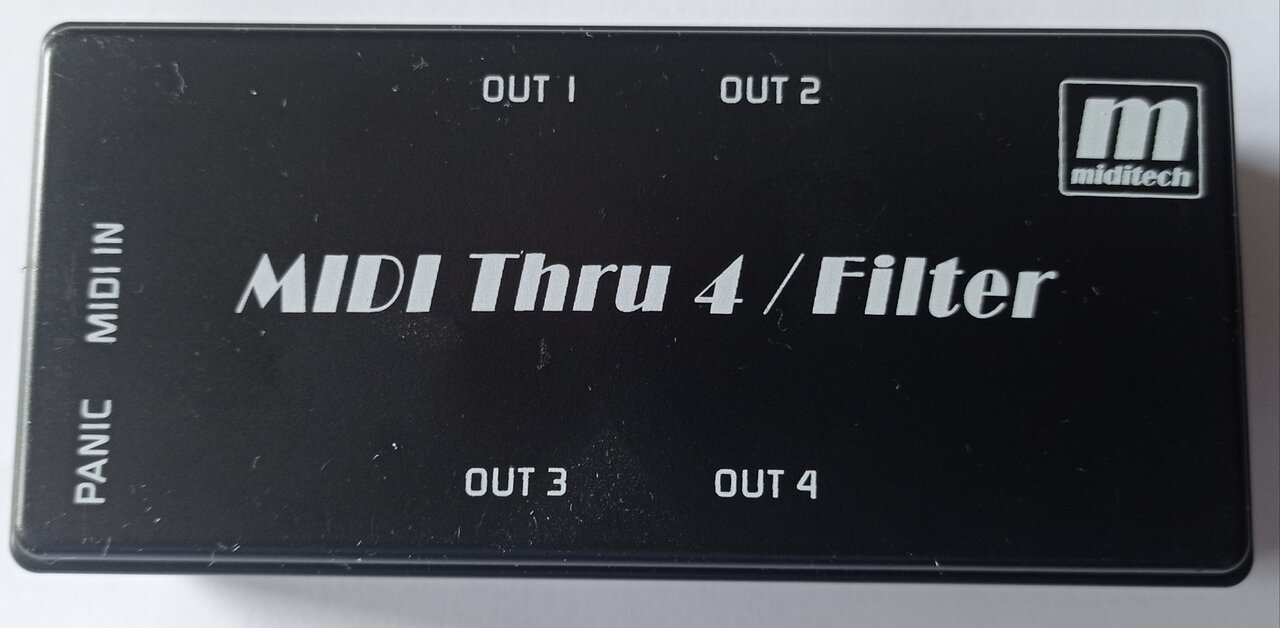 OUT 1
OUT 2
m
miditech
MIDI IN
MIDI Thru 4 / Filter
PANIC
OUT 3
OUT 4